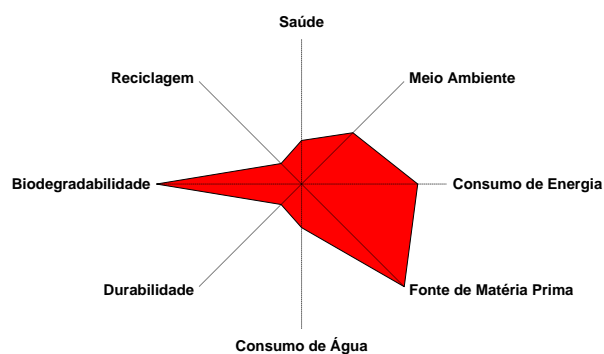 Saúde
Reciclagem
Meio Ambiente
Biodegradabilidade
Consumo de Energia
Durabilidade
Fonte de Matéria Prima
Consumo de Água